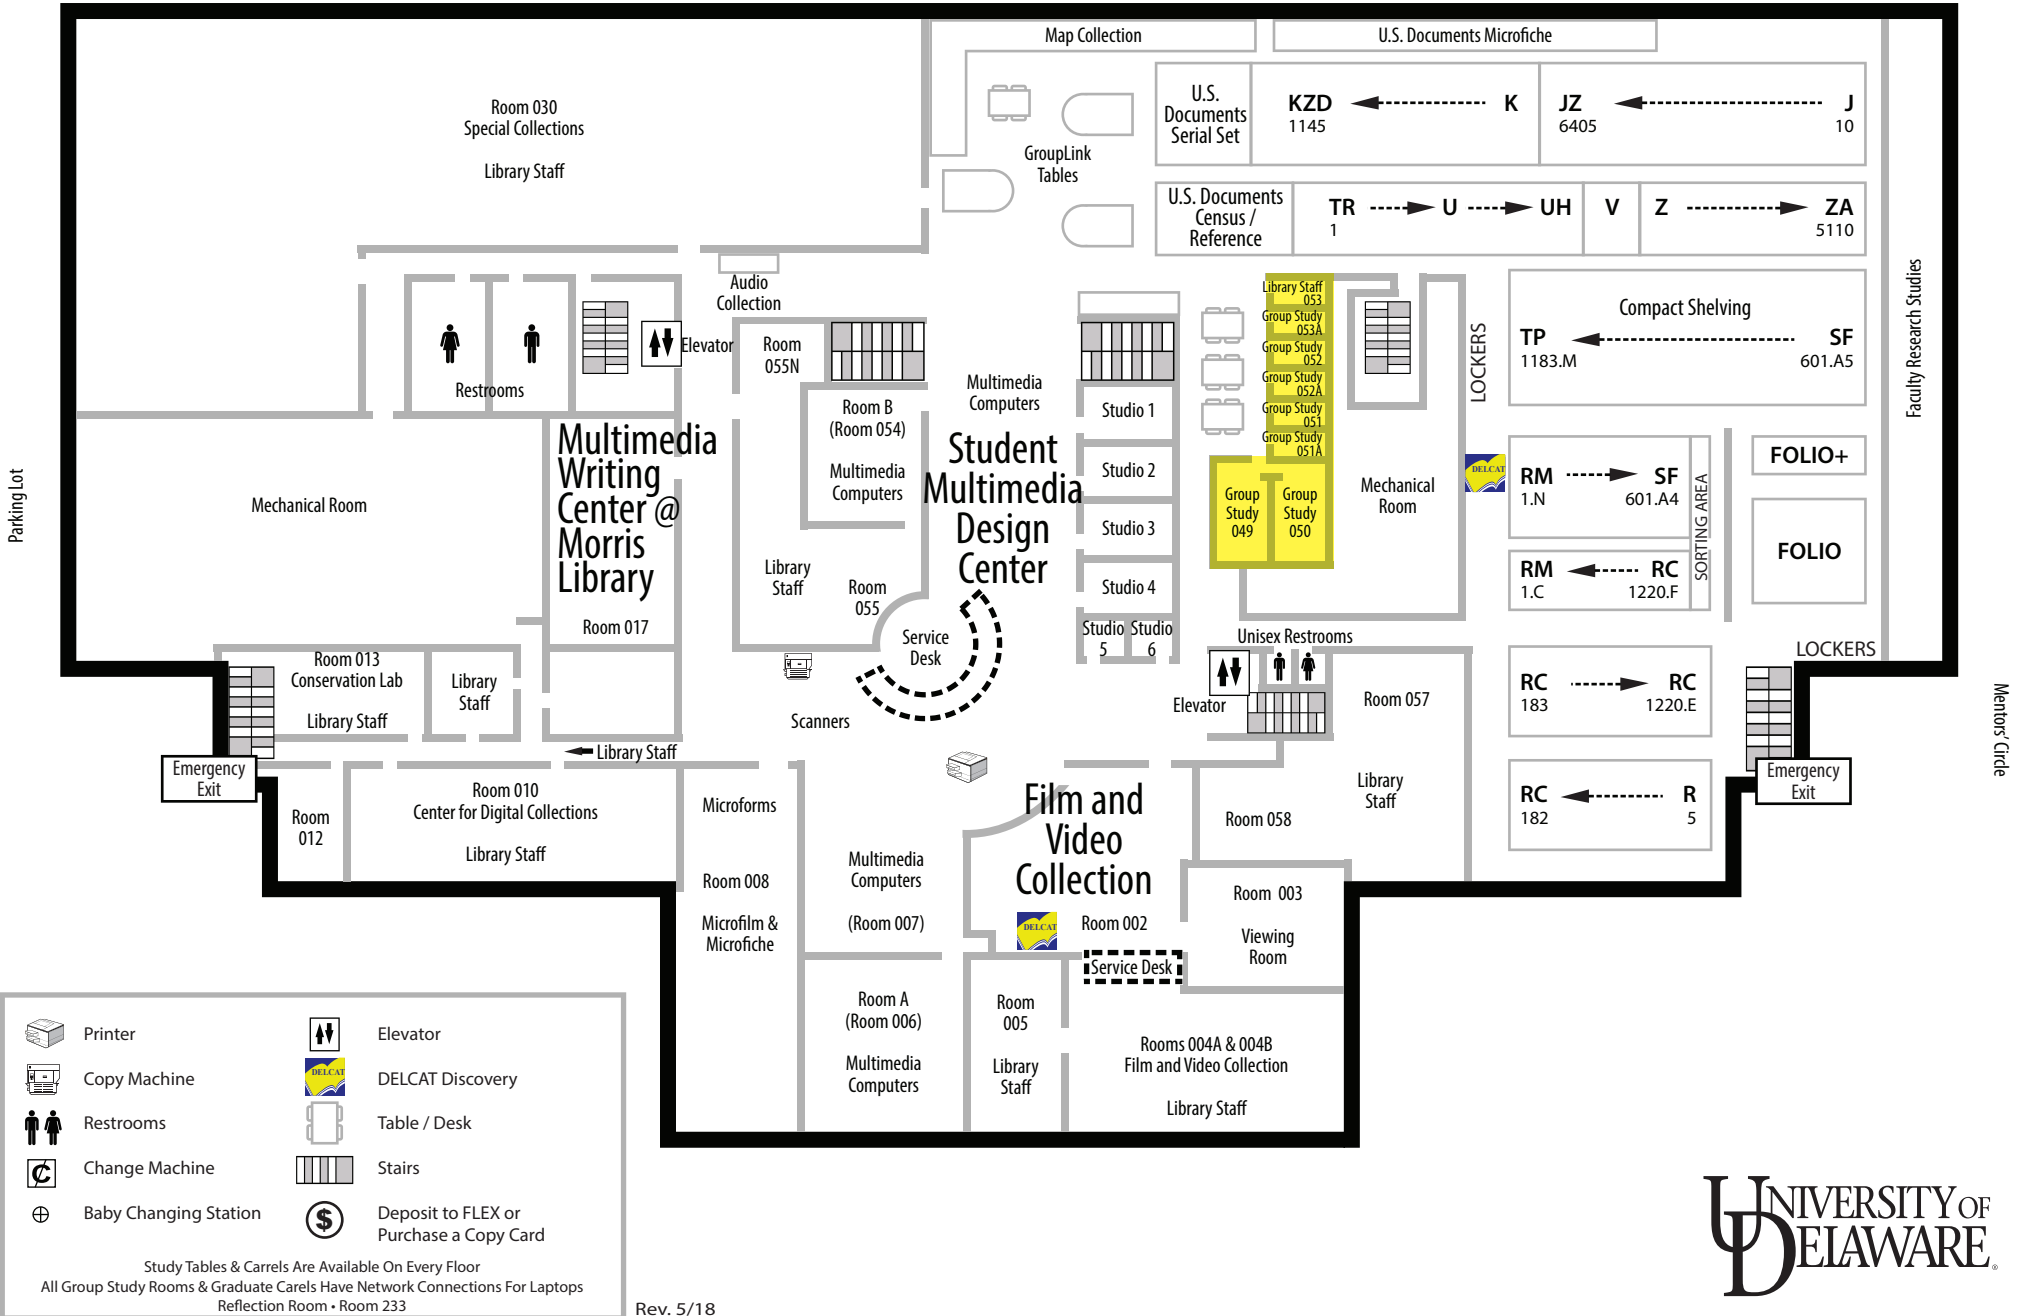 Map Collection
U.S. Documents Microfiche
Room 030
Special Collections
Library Staff
GroupLink
Tables
U.S.
Documents
Serial Set
KZD K
1145
JZ J
6405 10
U.S. Documents
Census /
Reference
TR U UH
1
V
Z ZA
5110
Audio
Collection
Restrooms
Elevator
Room
055N
Room B
(Room 054)
Multimedia
Computers
Library
Staff
Room
055
Multimedia
Computers
Student
Multimedia
Design
Center
Service
Desk
Studio 1
Studio 2
Studio 3
Studio 4
Studio
5
Studio
6
Library Staff
053
Group Study
053A
Group Study
052
Group Study
052A
Group Study
051
Group Study
051A
Group
Study
049
Group
Study
050
Mechanical
Room
LOCKERS
Compact Shelving
TP SF
1183.M 601.A5
DELCAT
RM SF
1.N 601.A4
RM RC
1.C 1220.F
SORTING AREA
FOLIO+
FOLIO
LOCKERS
Faculty Research Studies
RC RC
183 1220.E
RC R
182 5
Emergency
Exit
Mentors' Circle
Parking Lot
Mechanical Room
Multimedia
Writing
Center @
Morris
Library
Room 017
Room 013
Conservation Lab
Library Staff
Library
Staff
Library Staff
Emergency
Exit
Room
012
Room 010
Center for Digital Collections
Library Staff
Scanners
Microforms
Room 008
Microfilm &
Microfiche
Multimedia
Computers
(Room 007)
Room A
(Room 006)
Multimedia
Computers
Film and
Video
Collection
DELCAT
Room 002
Service Desk
Room
005
Library
Staff
Rooms 004A & 004B
Film and Video Collection
Library Staff
Room 003
Viewing
Room
Room 058
Room 057
Library
Staff
Unisex Restrooms
Elevator
Printer
Copy Machine
Restrooms
Change Machine
Baby Changing Station
Elevator
DELCAT
DELCAT Discovery
Table / Desk
Stairs
$
Deposit to FLEX or
Purchase a Copy Card
Study Tables & Carrels Are Available On Every Floor
All Group Study Rooms & Graduate Carels Have Network Connections For Laptops
Reflection Room • Room 233
Rev. 5/18
UNIVERSITY OF
DELAWARE